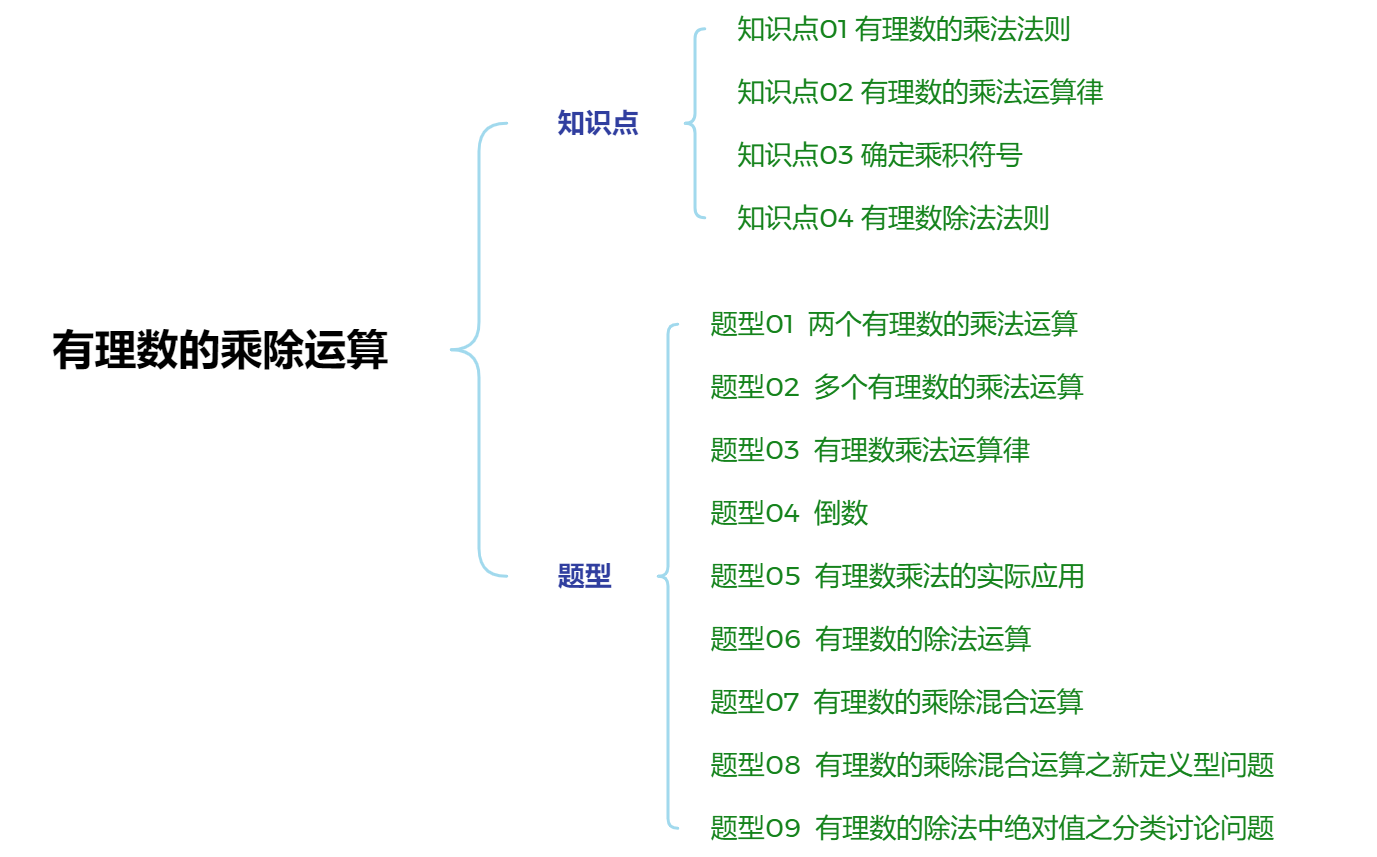 有理数的乘除运算
知识点
知识点01 有理数的乘法法则
知识点02 有理数的乘法运算律
知识点03 确定乘积符号
知识点04 有理数除法法则
题型
题型01 两个有理数的乘法运算
题型02 多个有理数的乘法运算
题型03 有理数乘法运算律
题型04 倒数
题型05 有理数乘法的实际应用
题型06 有理数的除法运算
题型07 有理数的乘除混合运算
题型08 有理数的乘除混合运算之新定义型问题
题型09 有理数的除法中绝对值之分类讨论问题